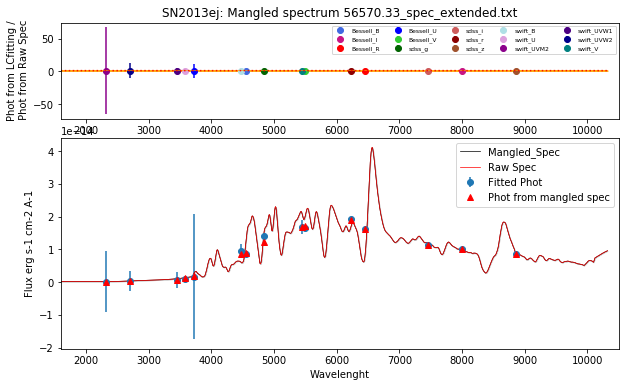 SN2013ej: Mangled spectrum 56570.33_spec_extended.txt
Phot from LCfitting /
Phot from Raw Spec
50
0
−50
Bessell_B
Bessell_I
Bessell_R
Bessell_U
Bessell_V
sdss_g
sdss_i
sdss_r
sdss_z
swift_B
swift_U
swift_UVM2
swift_UVW1
swift_UVW2
swift_V
2000 3000 4000 5000 6000 7000 8000 9000 10000
1e−14
Flux erg s-1 cm-2 A-1
4
3
2
1
0
−1
−2
Mangled_Spec
Raw Spec
Fitted Phot
Phot from mangled spec
2000 3000 4000 5000 6000 7000 8000 9000 10000
Wavelenght